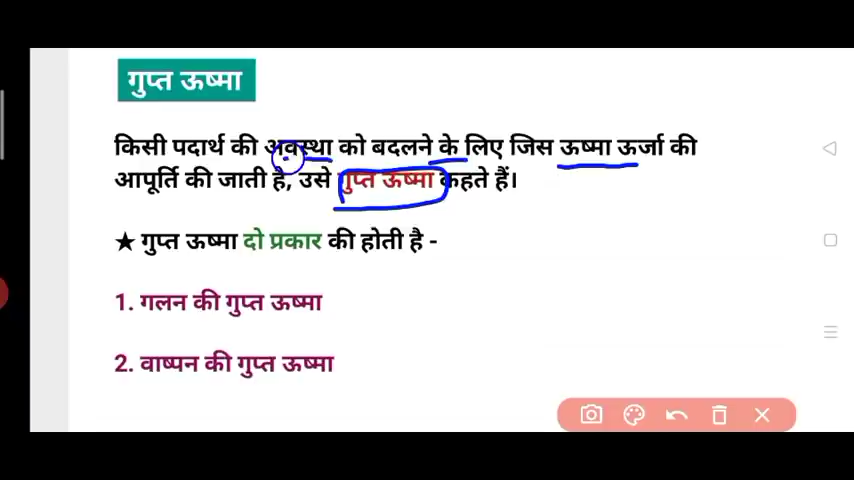 गुप्त ऊष्मा
किसी पदार्थ की अवस्था को बदलने के लिए जिस ऊष्मा ऊर्जा की
आपूर्ति की जाती है, उसे गुप्त ऊष्मा कहते हैं।
★ गुप्त ऊष्मा दो प्रकार की होती है -
1. गलन की गुप्त ऊष्मा
2. वाष्पन की गुप्त ऊष्मा